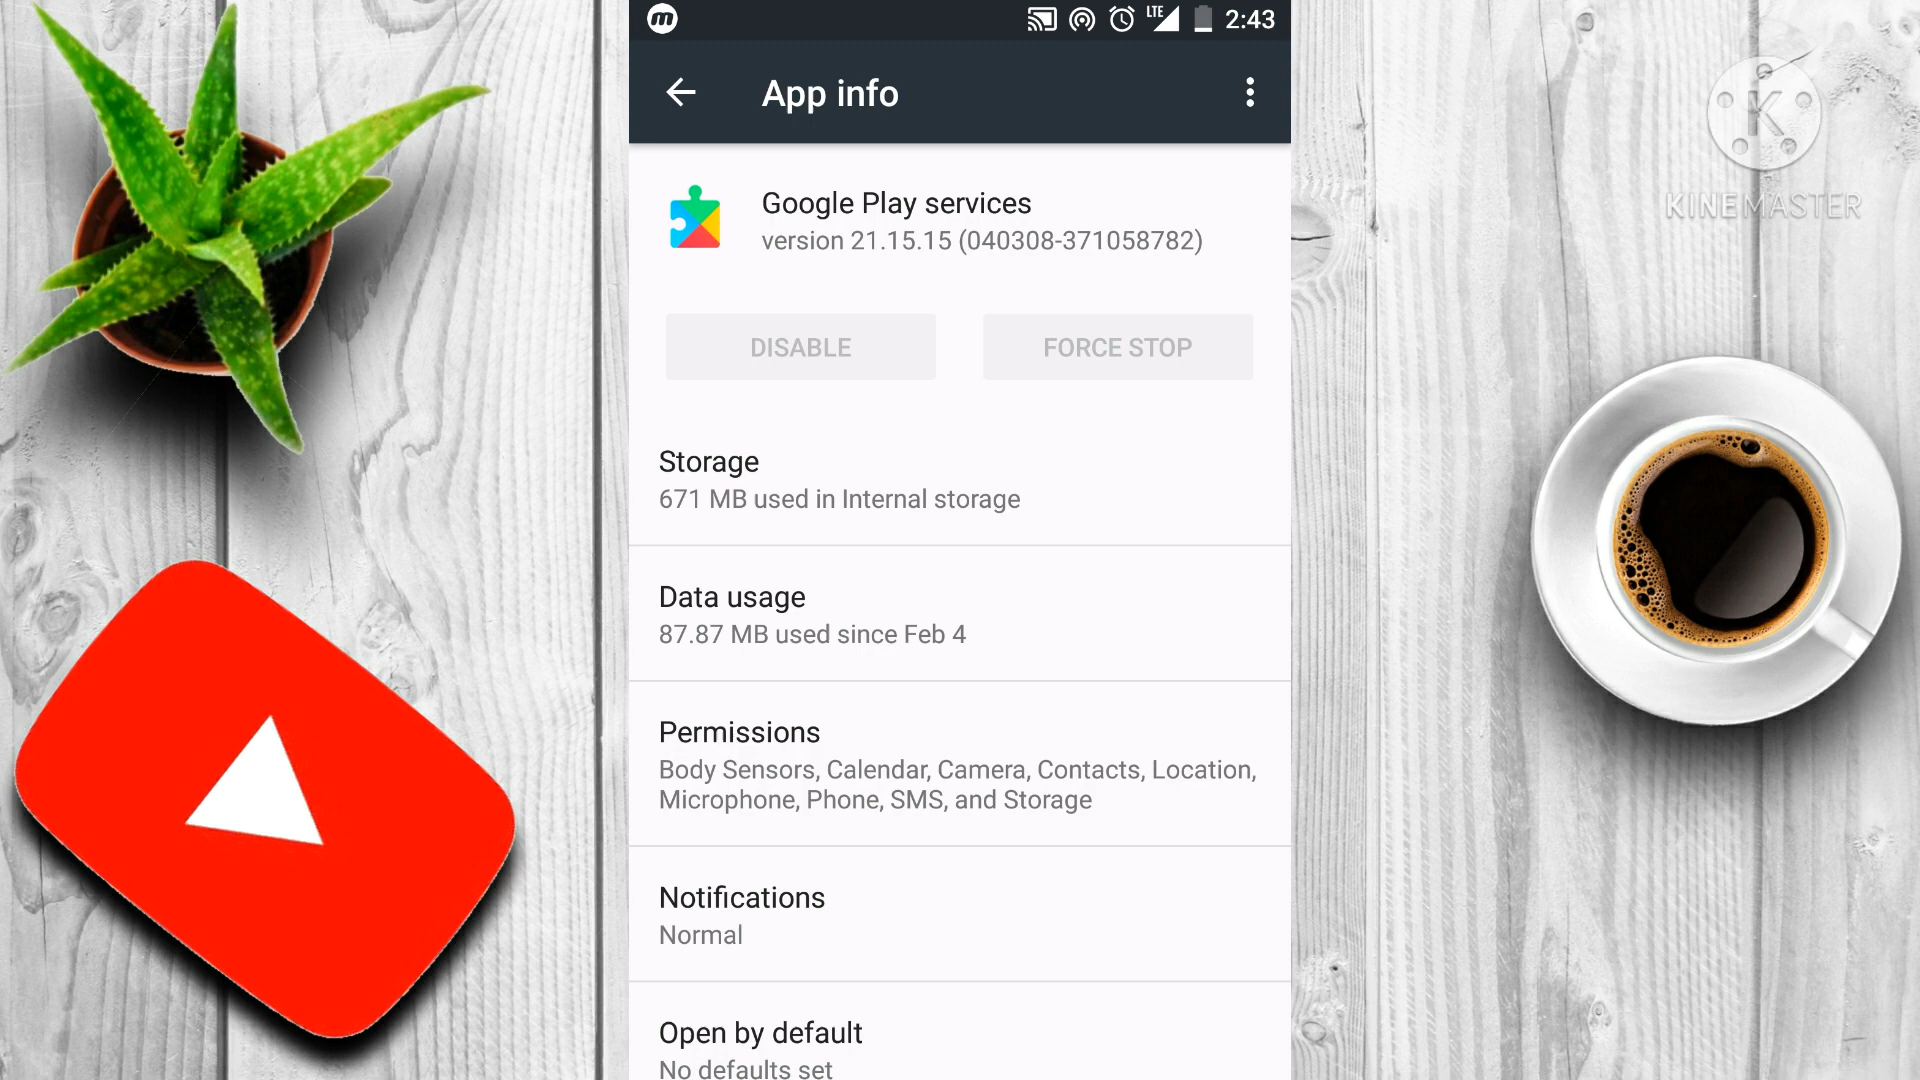 m
LTE 2:43
App info
K
KINEMASTER
Google Play services
version 21.15.15 (040308-371058782)
DISABLE FORCE STOP
Storage
671 MB used in Internal storage
Data usage
87.87 MB used since Feb 4
Permissions
Body Sensors, Calendar, Camera, Contacts, Location,
Microphone, Phone, SMS, and Storage
Notifications
Normal
Open by default
No defaults set